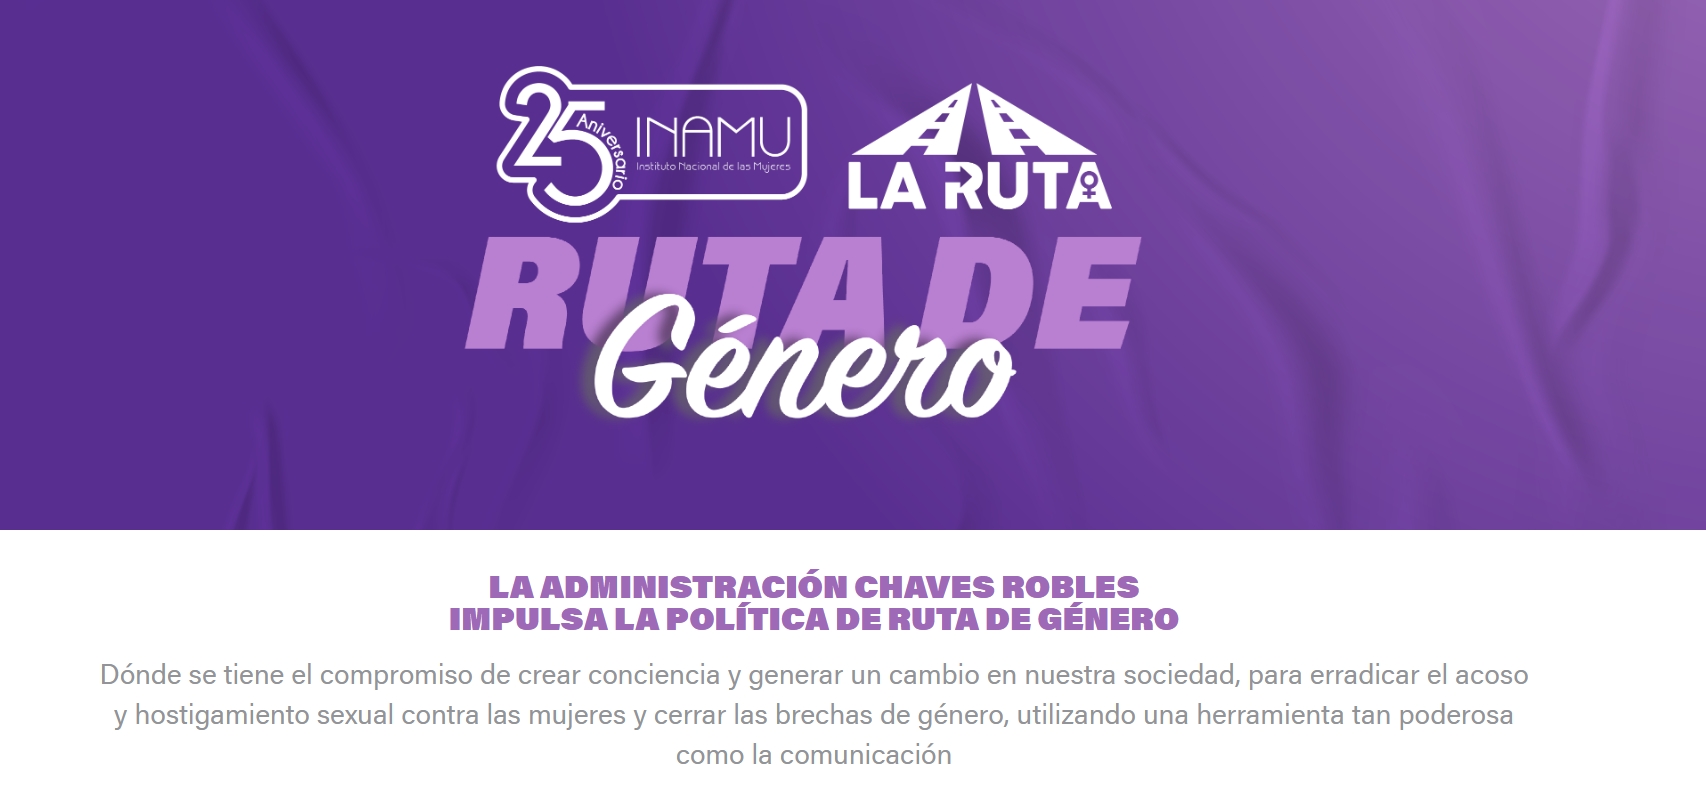 25
Aniversario
INAMU
Instituto Nacional de las Mujeres
LA RUTA
RUTA DE
Género
LA ADMINISTRACIÓN CHAVES ROBLES
IMPULSA LA POLÍTICA DE RUTA DE GÉNERO
Dónde se tiene el compromiso de crear conciencia y generar un cambio en nuestra sociedad, para erradicar el acoso
y hostigamiento sexual contra las mujeres y cerrar las brechas de género, utilizando una herramienta tan poderosa
como la comunicación